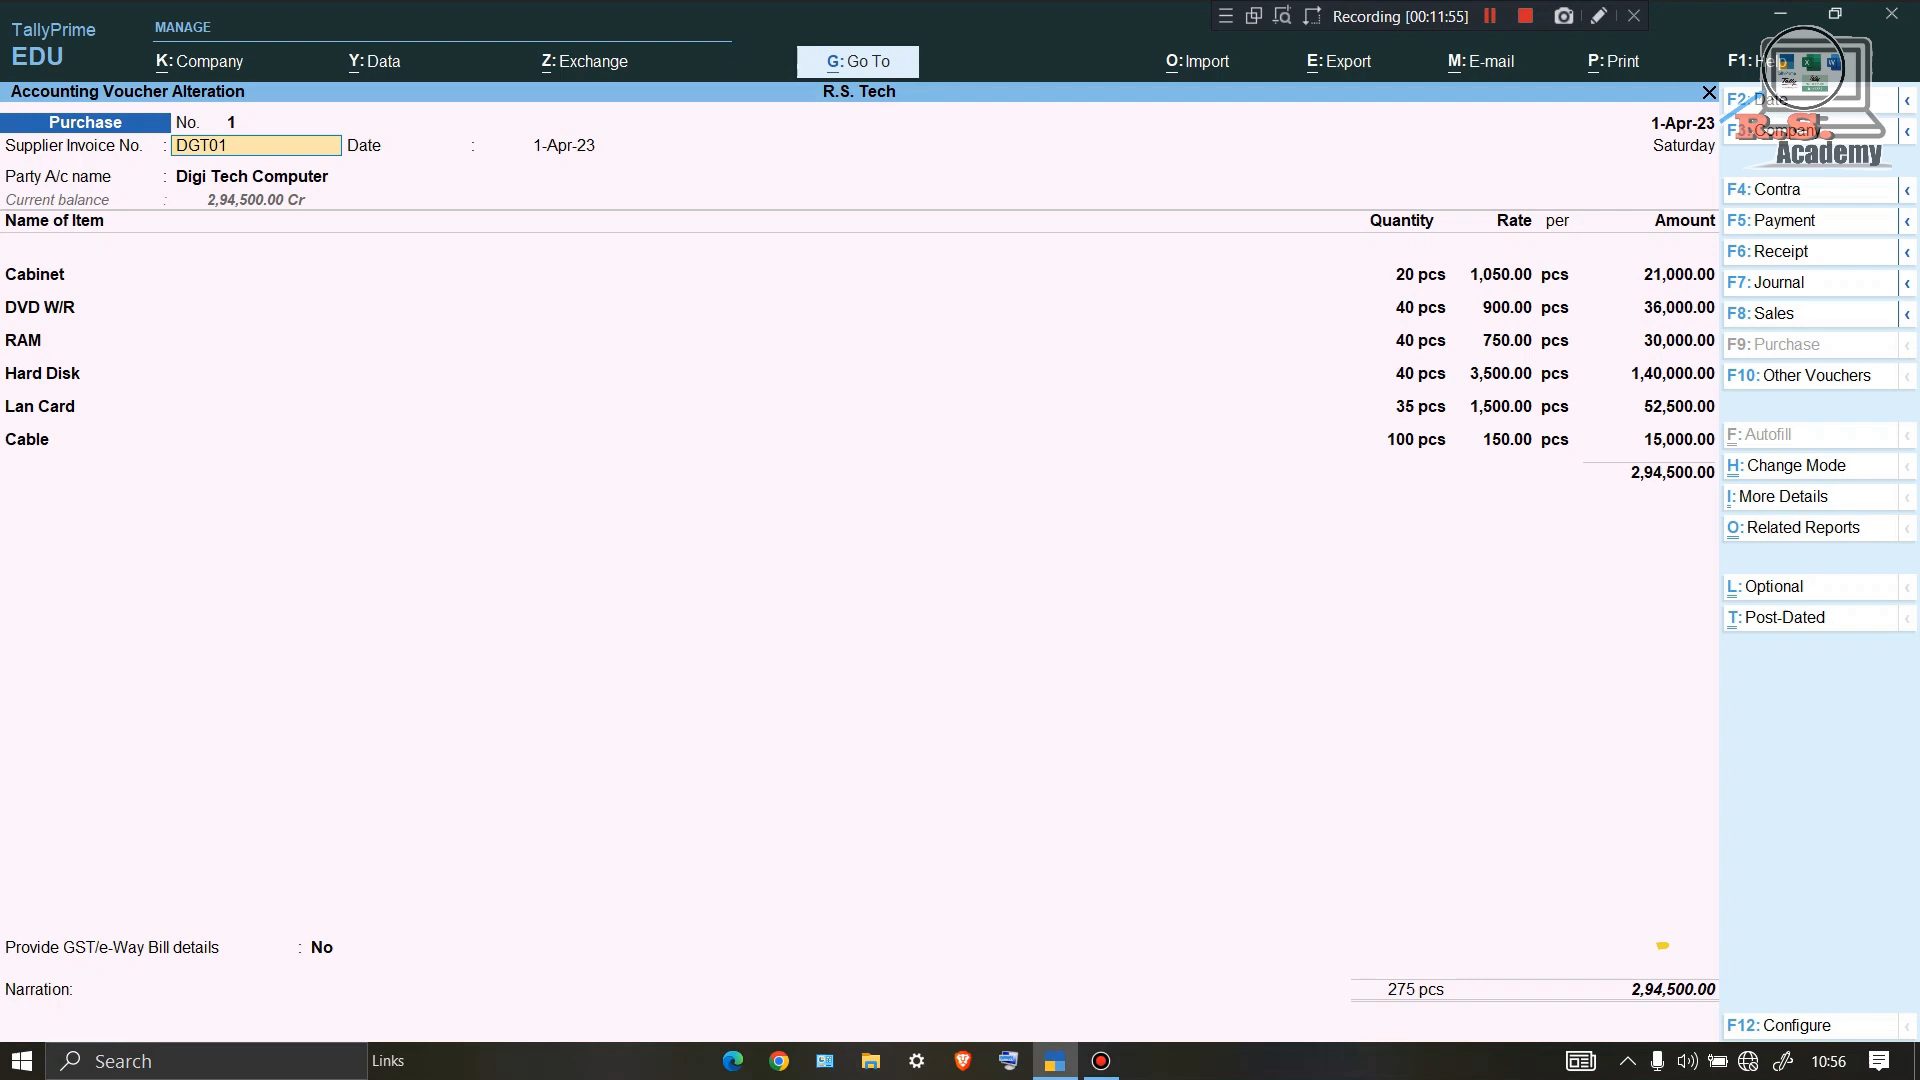 Recording [00:11:55]
TallyPrime
EDU
MANAGE
K: Company
Y: Data
Z: Exchange
G: Go To
O: Import
E: Export
M: E-mail
P: Print
F1: Help
Accounting Voucher Alteration
R.S. Tech
Purchase No. 1
1-Apr-23
Supplier Invoice No. : DGT01 Date : 1-Apr-23
Saturday
Party A/c name : Digi Tech Computer
Current balance : 2,94,500.00 Cr
Name of Item Quantity Rate per Amount
Cabinet 20 pcs 1,050.00 pcs 21,000.00
DVD W/R 40 pcs 900.00 pcs 36,000.00
RAM 40 pcs 750.00 pcs 30,000.00
Hard Disk 40 pcs 3,500.00 pcs 1,40,000.00
Lan Card 35 pcs 1,500.00 pcs 52,500.00
Cable 100 pcs 150.00 pcs 15,000.00
2,94,500.00
Provide GST/e-Way Bill details : No
Narration:
275 pcs 2,94,500.00
F2: Date
F3: Company
R.S.
Academy
F4: Contra
F5: Payment
F6: Receipt
F7: Journal
F8: Sales
F9: Purchase
F10: Other Vouchers
F: Autofill
H: Change Mode
I: More Details
O: Related Reports
L: Optional
T: Post-Dated
F12: Configure
Search
Links
10:56